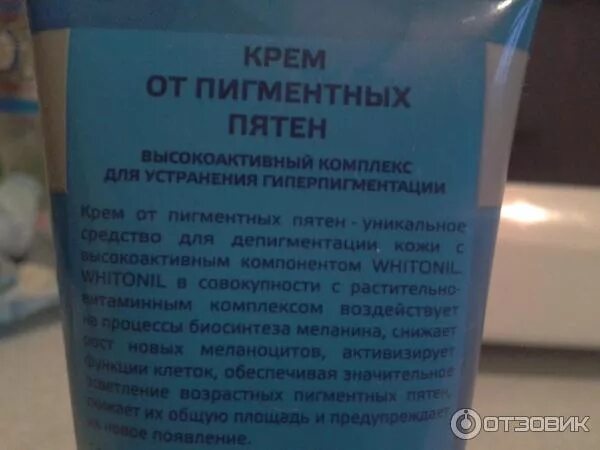 КРЕМ
ОТ ПИГМЕНТНЫХ
ПЯТЕН
ВЫСОКОАКТИВНЫЙ КОМПЛЕКС
ДЛЯ УСТРАНЕНИЯ ГИПЕРПИГМЕНТАЦИИ
Крем от пигментных пятен - уникальное
средство для депигментации кожи с
высокоактивным компонентом WHITONIL.
WHITONIL в совокупности с растительно-
витаминным комплексом воздействует
на процессы биосинтеза меланина, снижает
рост новых меланоцитов, активизирует
функции клеток, обеспечивая значительное
осветление возрастных пигментных пятен,
снижает их общую площадь и предупреждает
их новое появление.
ОТЗОВИК